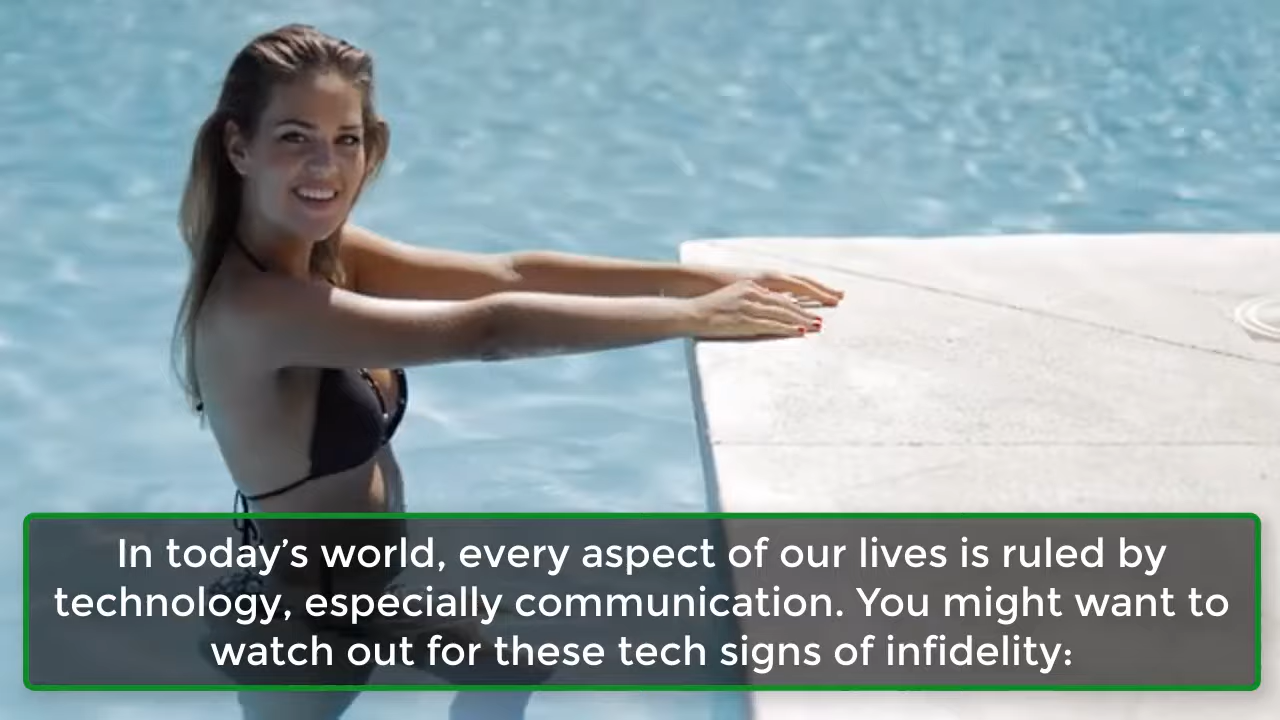 In today’s world, every aspect of our lives is ruled by
technology, especially communication. You might want to
watch out for these tech signs of infidelity: